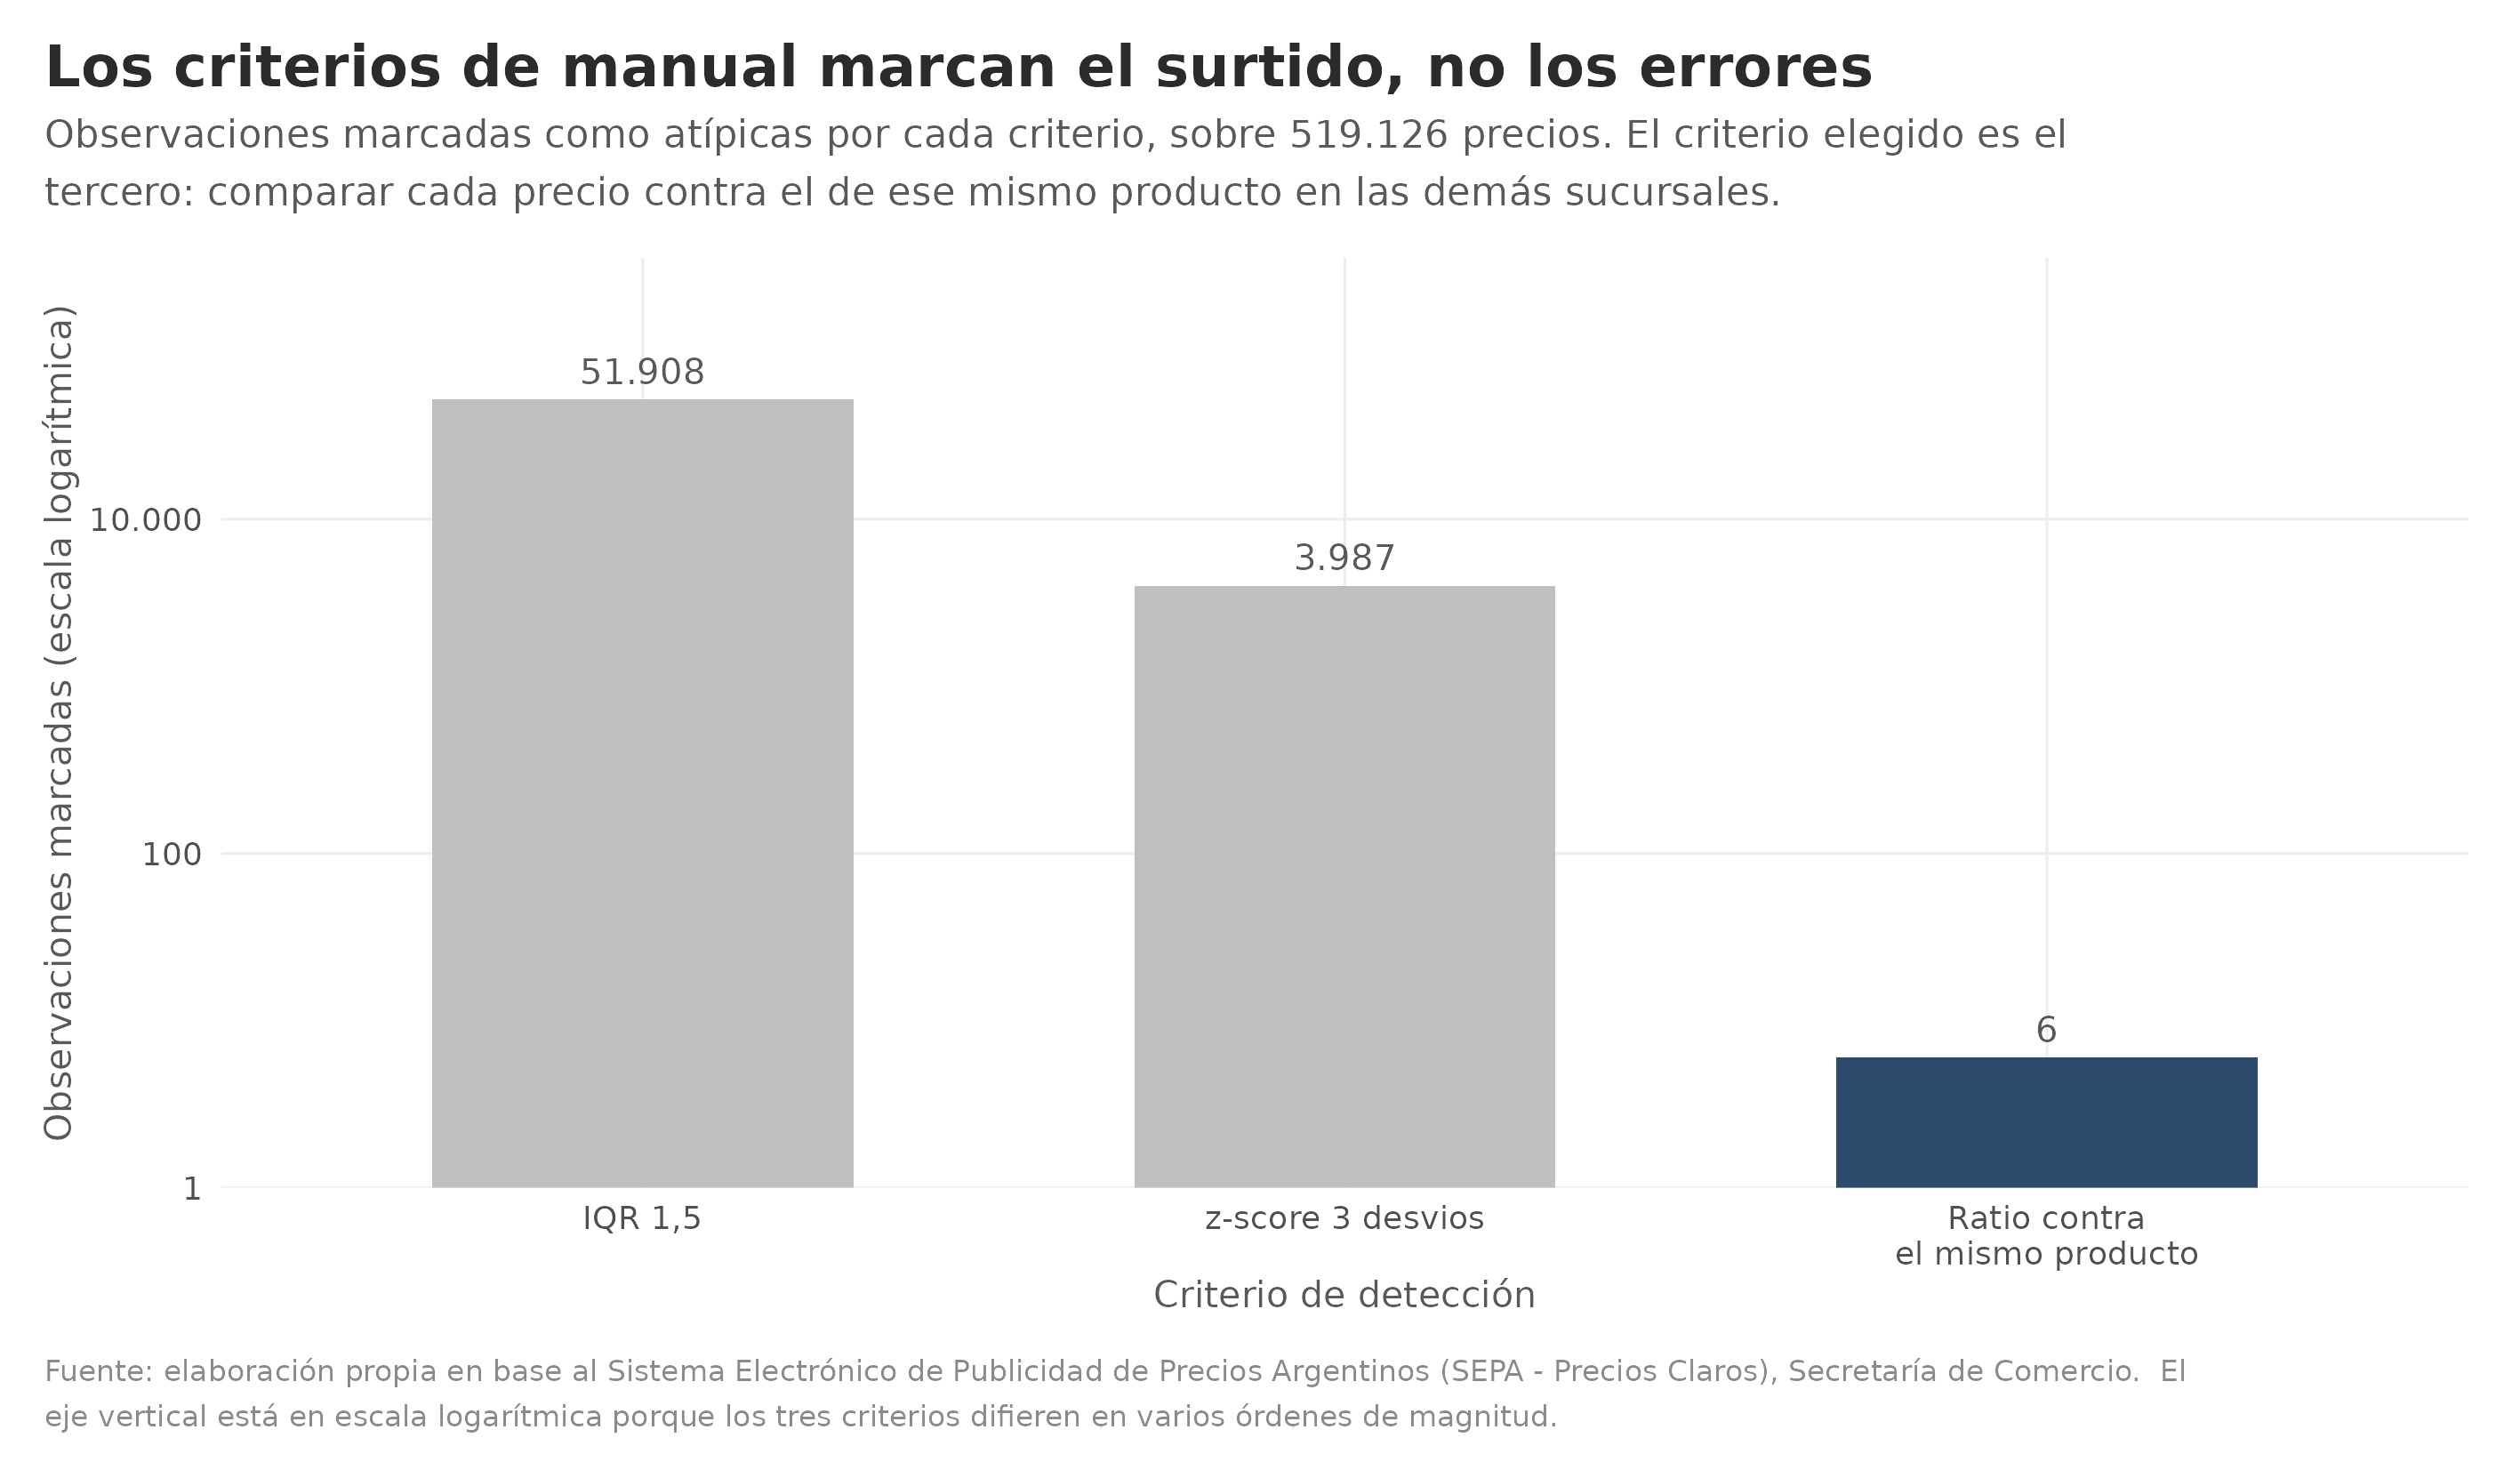 Los criterios de manual marcan el surtido, no los errores
Observaciones marcadas como atípicas por cada criterio, sobre 519.126 precios. El criterio elegido es el
tercero: comparar cada precio contra el de ese mismo producto en las demás sucursales.
Observaciones marcadas (escala logarítmica)
51.908
10.000
3.987
100
6
1
IQR 1,5
z-score 3 desvios
Ratio contra
el mismo producto
Criterio de detección
Fuente: elaboración propia en base al Sistema Electrónico de Publicidad de Precios Argentinos (SEPA - Precios Claros), Secretaría de Comercio.  El
eje vertical está en escala logarítmica porque los tres criterios difieren en varios órdenes de magnitud.